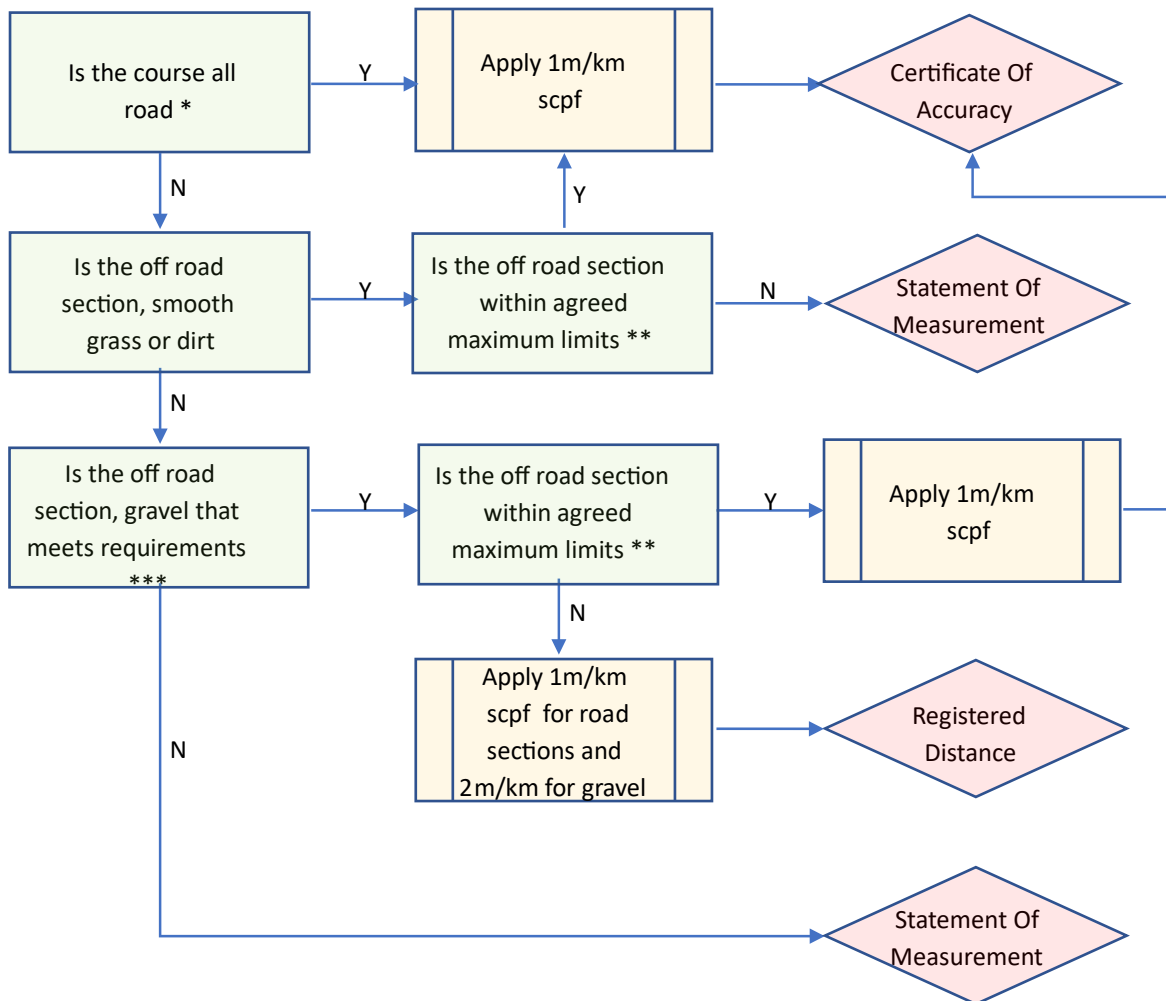 Is the course all
road *
Y
Apply 1m/km
scpf
Certificate Of
Accuracy
N
Y
Is the off road
section, smooth
grass or dirt
Y
Is the off road section
within agreed
maximum limits **
N
Statement Of
Measurement
N
Is the off road
section, gravel that
meets requirements
***
Y
Is the off road section
within agreed
maximum limits **
Y
Apply 1m/km
scpf
N
Apply 1m/km
scpf for road
sections and
2m/km for gravel
Registered
Distance
N
Statement Of
Measurement